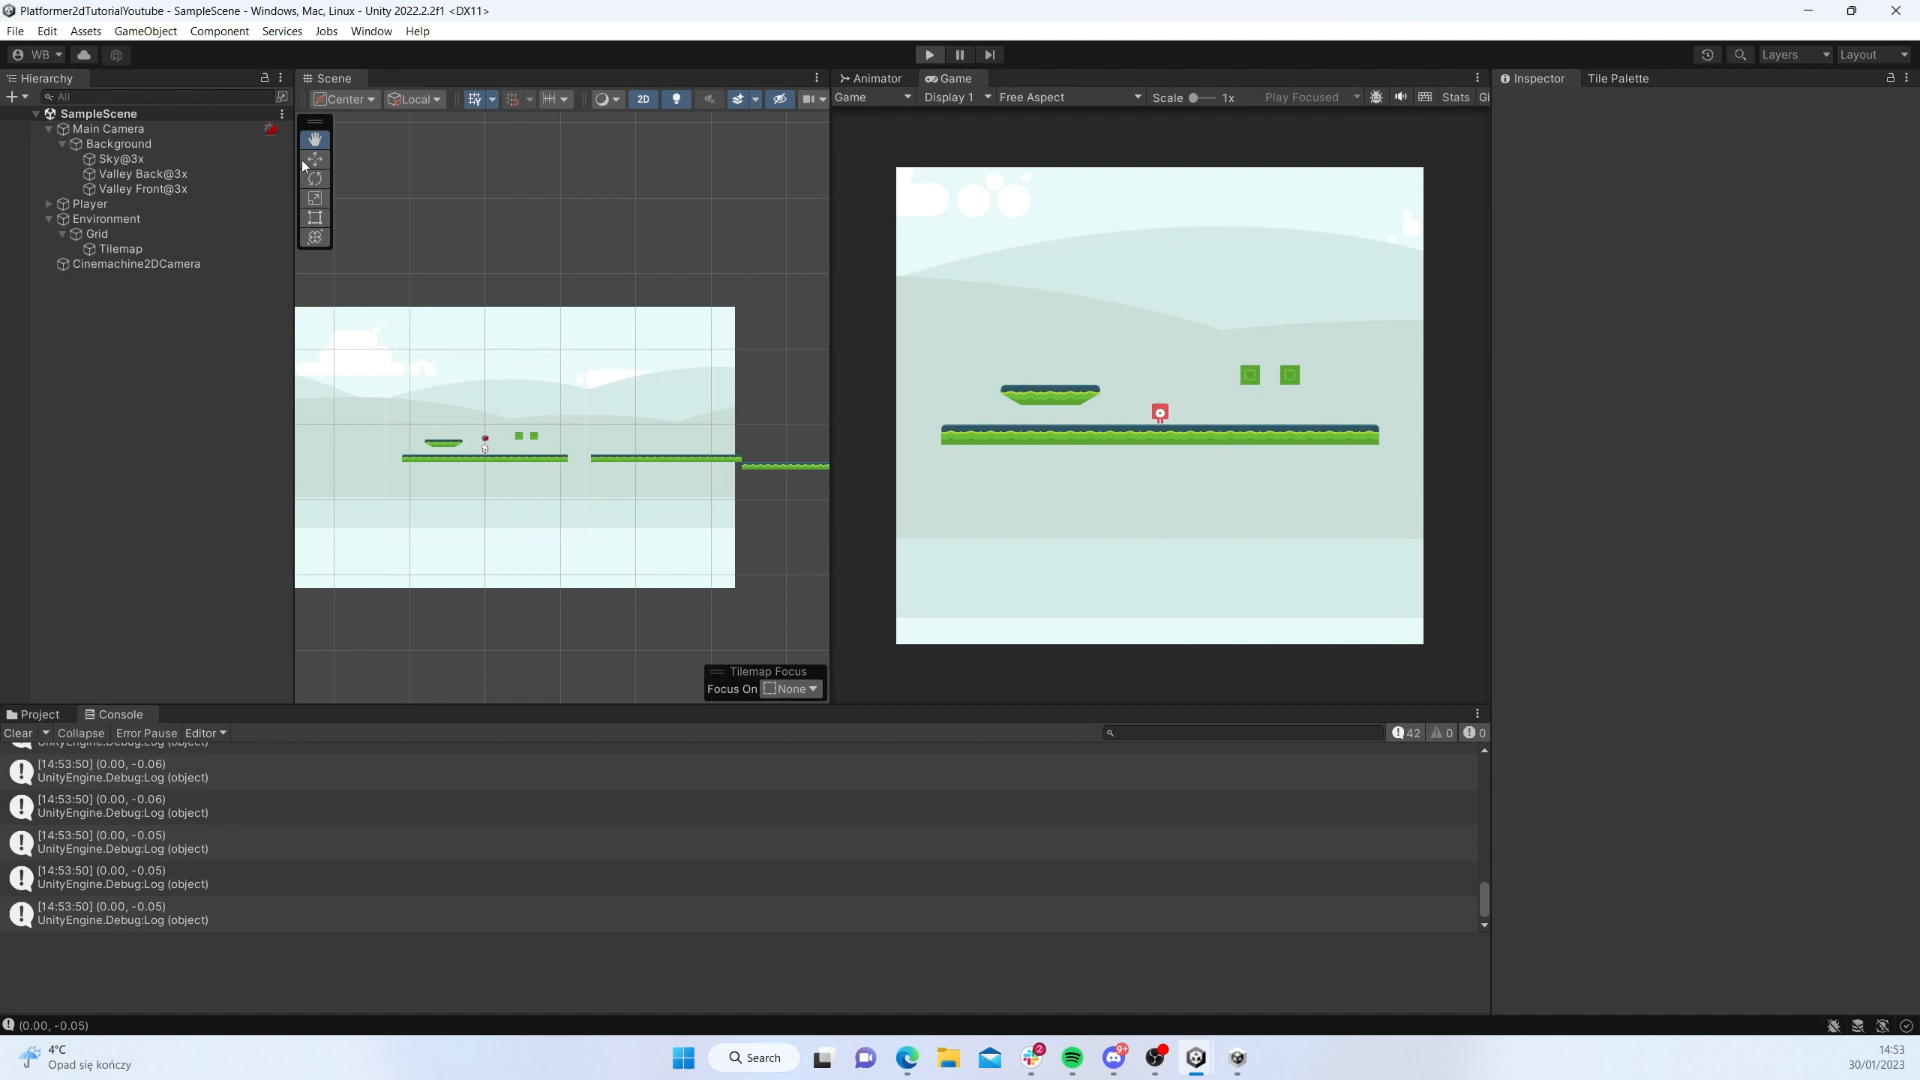 Platformer2dTutorialYoutube - SampleScene - Windows, Mac, Linux - Unity 2022.2.2f1 <DX11>
File Edit Assets GameObject Component Services Jobs Window Help
WB Layers Layout
Hierarchy Scene Animator Game Inspector Tile Palette
All Center Local 2D Game Display 1 Free Aspect Scale 1x Play Focused Stats Gi
SampleScene
Main Camera
Background
Sky@3x
Valley Back@3x
Valley Front@3x
Player
Environment
Grid
Tilemap
Cinemachine2DCamera
Tilemap Focus
Focus On None
Project Console
Clear Collapse Error Pause Editor 42 0 0
UnityEngine.Debug:Log (object)
[14:53:50] (0.00, -0.06)
UnityEngine.Debug:Log (object)
[14:53:50] (0.00, -0.06)
UnityEngine.Debug:Log (object)
[14:53:50] (0.00, -0.05)
UnityEngine.Debug:Log (object)
[14:53:50] (0.00, -0.05)
UnityEngine.Debug:Log (object)
[14:53:50] (0.00, -0.05)
UnityEngine.Debug:Log (object)
(0.00, -0.05)
4°C
Opad się kończy
Search
2
9+
14:53
30/01/2023